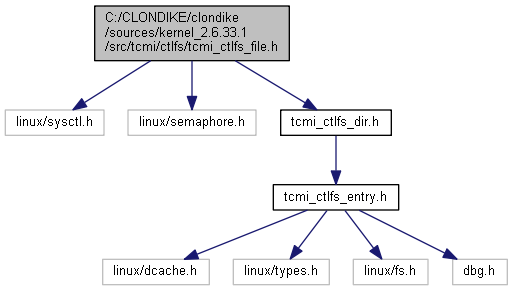 C:/CLONDIKE/clondike
/sources/kernel_2.6.33.1
/src/tcmi/ctlfs/tcmi_ctlfs_file.h
linux/sysctl.h
linux/semaphore.h
tcmi_ctlfs_dir.h
tcmi_ctlfs_entry.h
linux/dcache.h
linux/types.h
linux/fs.h
dbg.h